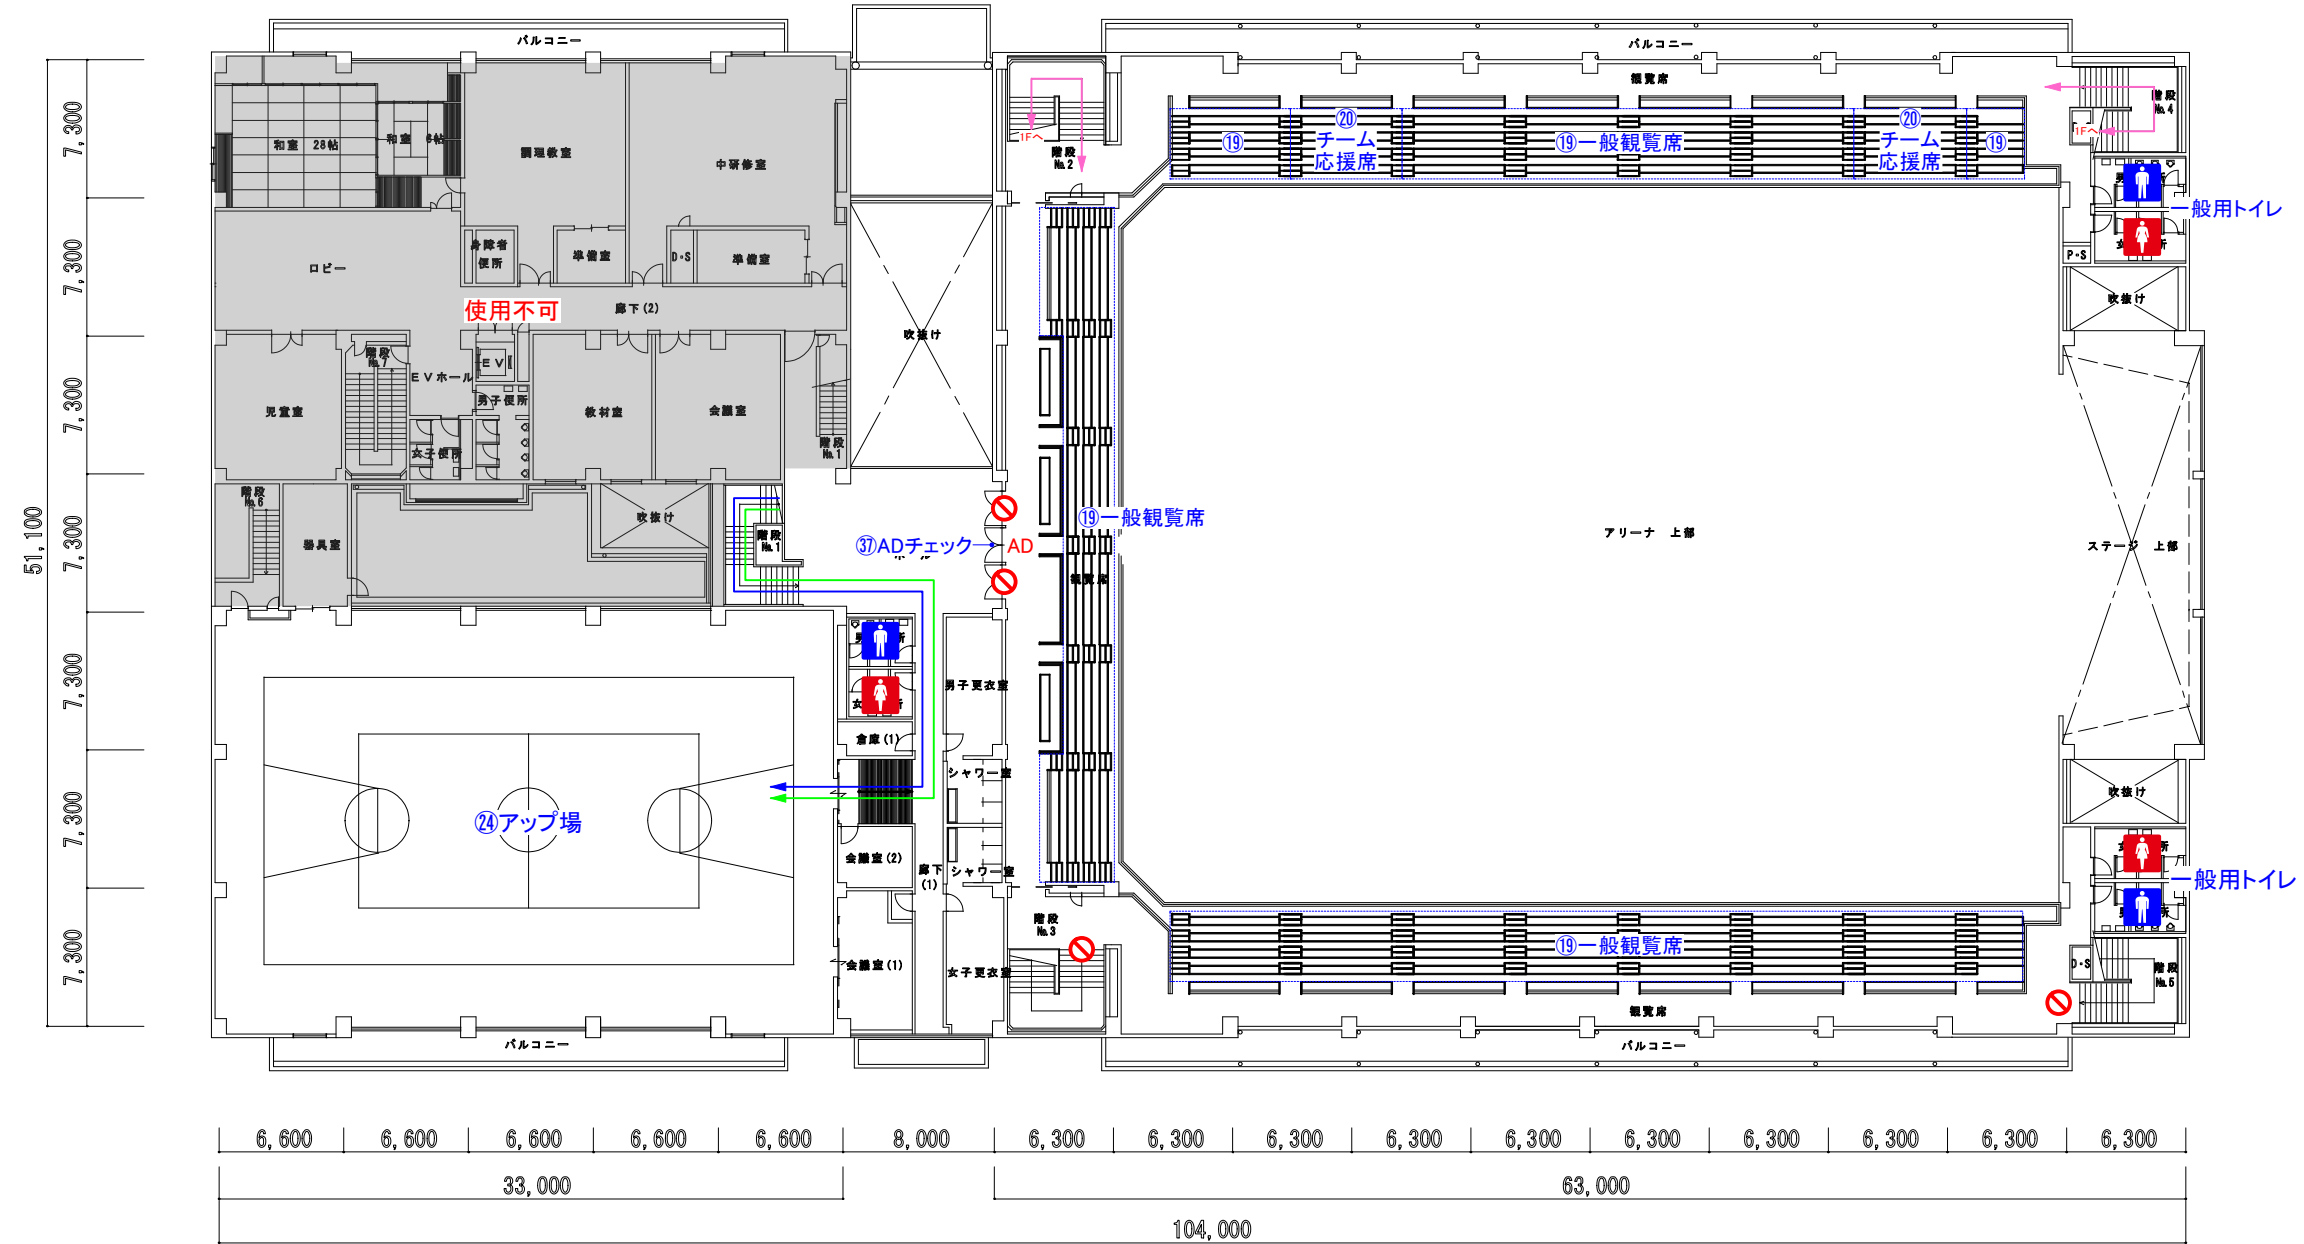 バルコニー
バルコニー
観覧席
和室 28帖
和室 6帖
調理教室
中研修室
階段
No.2
1Fへ
⑲
⑳
チーム
応援席
⑲一般観覧席
⑳
チーム
応援席
⑲
階段
No.4
1Fへ
一般用トイレ
身障者
便所
準備室
D・S
準備室
P・S
ロビー
使用不可
廊下(2)
吹抜け
吹抜け
階段
No.7
EV
EVホール
児童室
男子便所
女子便所
教材室
会議室
階段
No.1
階段
No.6
器具室
吹抜け
階段
No.1
㊲ADチェック
AD
⑲一般観覧席
観覧席
アリーナ 上部
ステージ 上部
男子更衣室
倉庫(1)
シャワー室
吹抜け
㉔アップ場
会議室(2)
廊下
(1)
シャワー室
一般用トイレ
階段
No.3
⑲一般観覧席
会議室(1)
女子更衣室
D・S
階段
No.5
観覧席
バルコニー
バルコニー
7,300
7,300
7,300
7,300
7,300
7,300
7,300
51,100
6,600
6,600
6,600
6,600
6,600
8,000
6,300
6,300
6,300
6,300
6,300
6,300
6,300
6,300
6,300
6,300
33,000
63,000
104,000